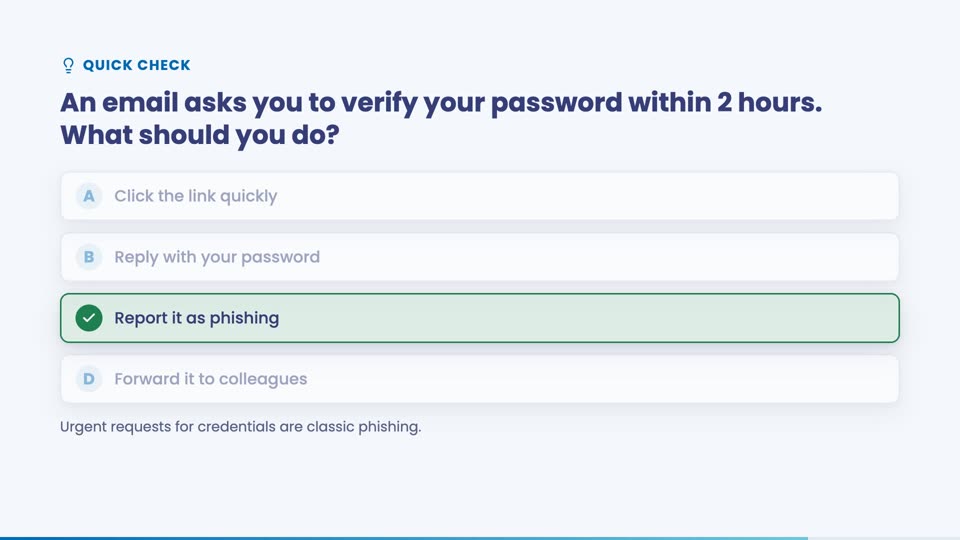 QUICK CHECK
An email asks you to verify your password within 2 hours.
What should you do?
A Click the link quickly
B Reply with your password
Report it as phishing
D Forward it to colleagues
Urgent requests for credentials are classic phishing.